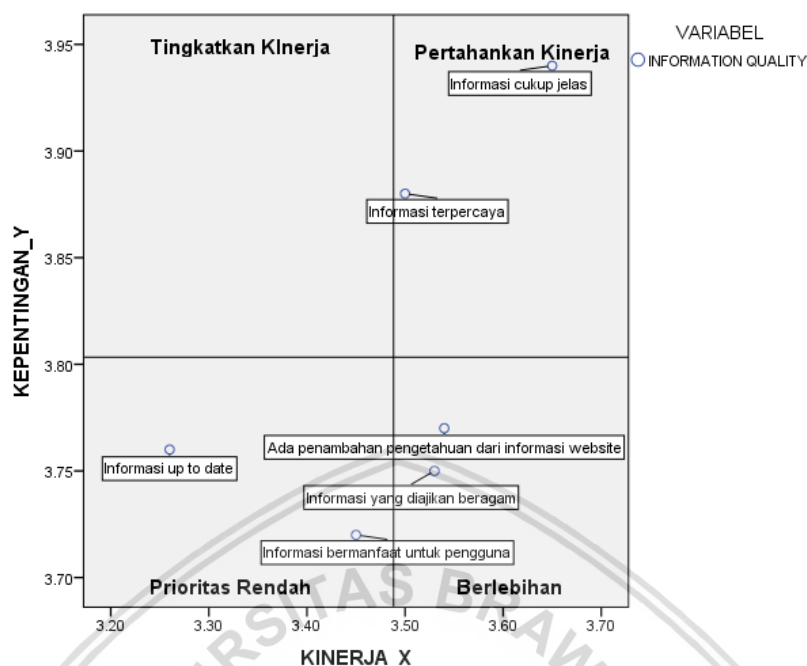 Tingkatkan KInerja
Pertahankan Kinerja
VARIABEL
INFORMATION QUALITY
Informasi cukup jelas
Informasi terpercaya
Ada penambahan pengetahuan dari informasi website
Informasi up to date
Informasi yang diajikan beragam
Informasi bermanfaat untuk pengguna
Prioritas Rendah
Berlebihan
KEPENTINGAN_Y
3.95
3.90
3.85
3.80
3.75
3.70
3.20 3.30 3.40 3.50 3.60 3.70
KINERJA_X